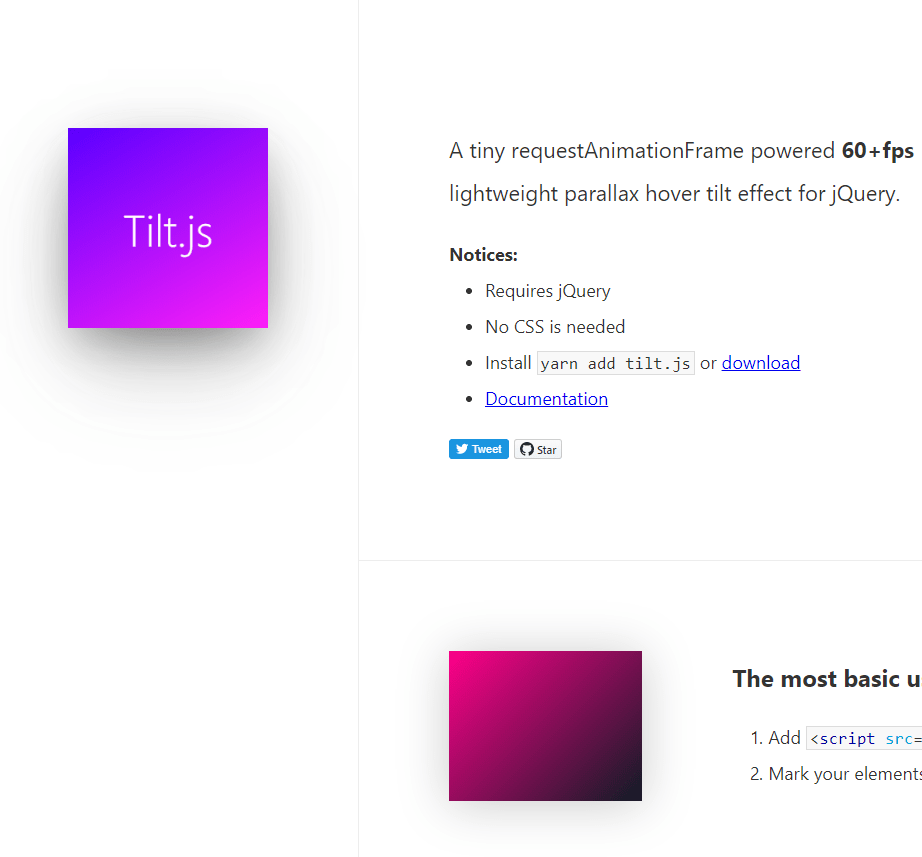 Tilt.js
A tiny requestAnimationFrame powered 60+fps
lightweight parallax hover tilt effect for jQuery.
Notices:
Requires jQuery
No CSS is needed
Install yarn add tilt.js or download
Documentation
Tweet Star
The most basic u
1. Add <script src=
2. Mark your elements